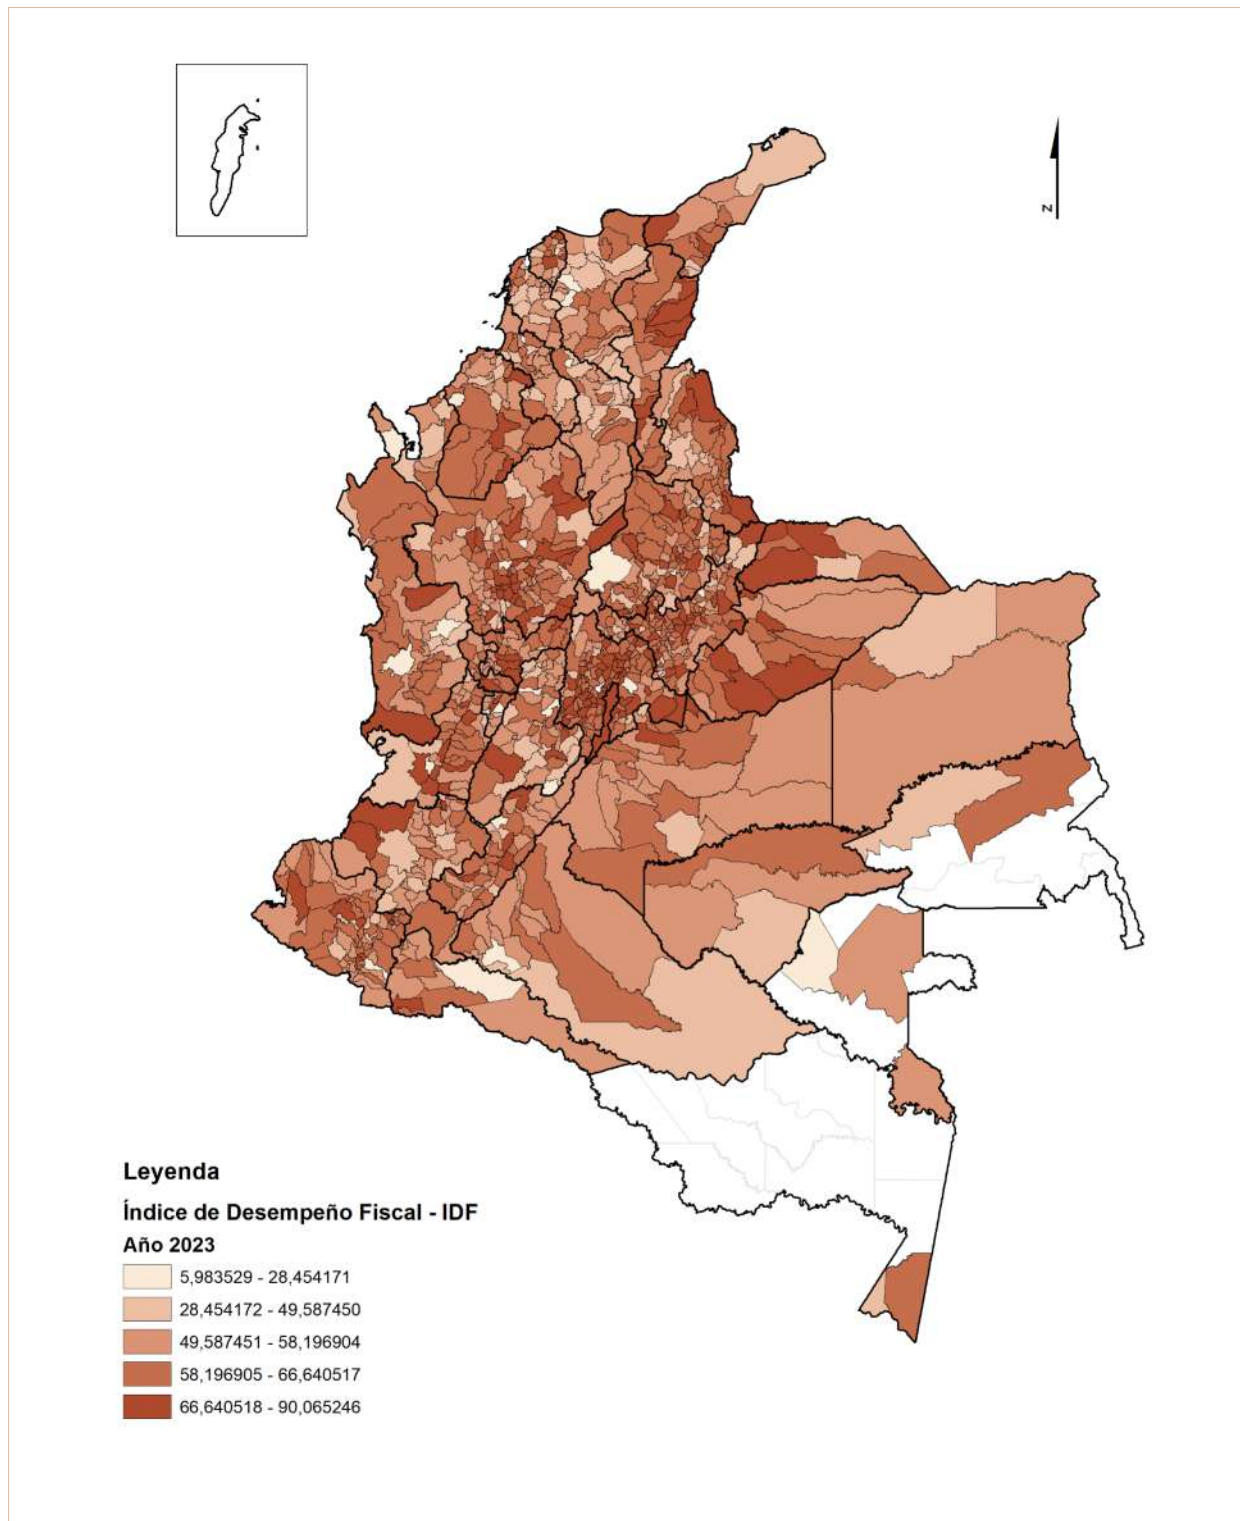 N
Leyenda
Índice de Desempeño Fiscal - IDF
Año 2023
5,983529 - 28,454171
28,454172 - 49,587450
49,587451 - 58,196904
58,196905 - 66,640517
66,640518 - 90,065246